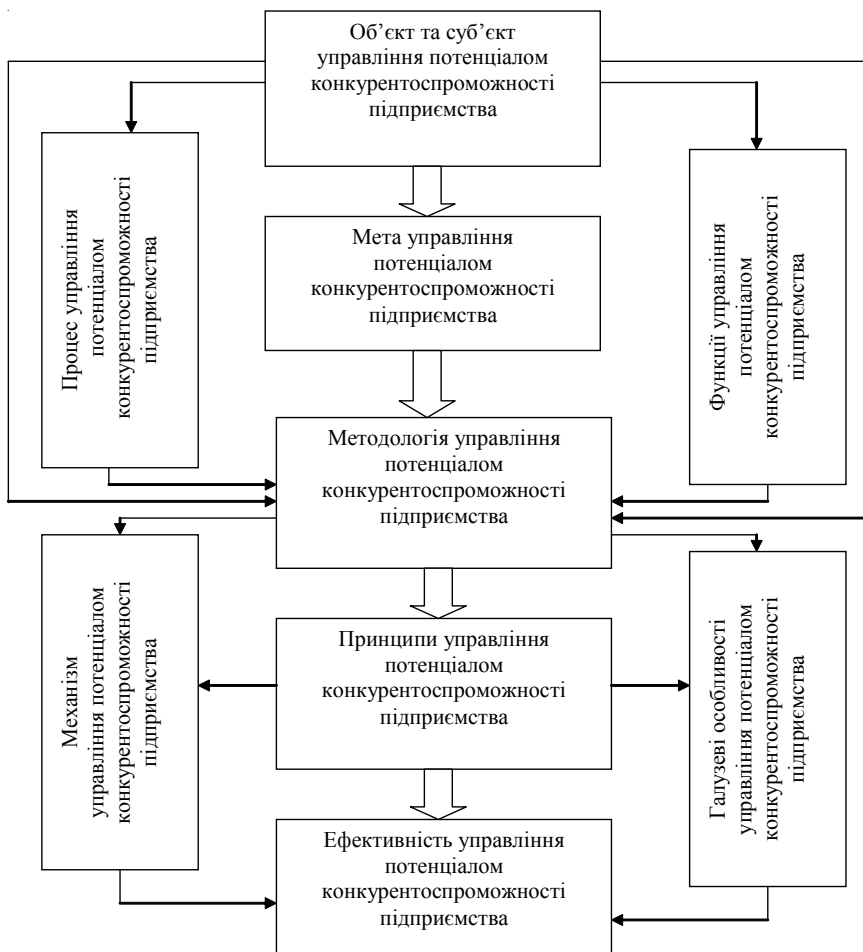 Об’єкт та суб’єкт
управління потенціалом
конкурентоспроможності
підприємства
Процес управління
потенціалом
конкурентоспроможності
підприємства
Функції управління
потенціалом
конкурентоспроможності
підприємства
Мета управління
потенціалом
конкурентоспроможності
підприємства
Методологія управління
потенціалом
конкурентоспроможності
підприємства
Механізм
управління потенціалом
конкурентоспроможності
підприємства
Галузеві особливості
управління потенціалом
конкурентоспроможності
підприємства
Принципи управління
потенціалом
конкурентоспроможності
підприємства
Ефективність управління
потенціалом
конкурентоспроможності
підприємства